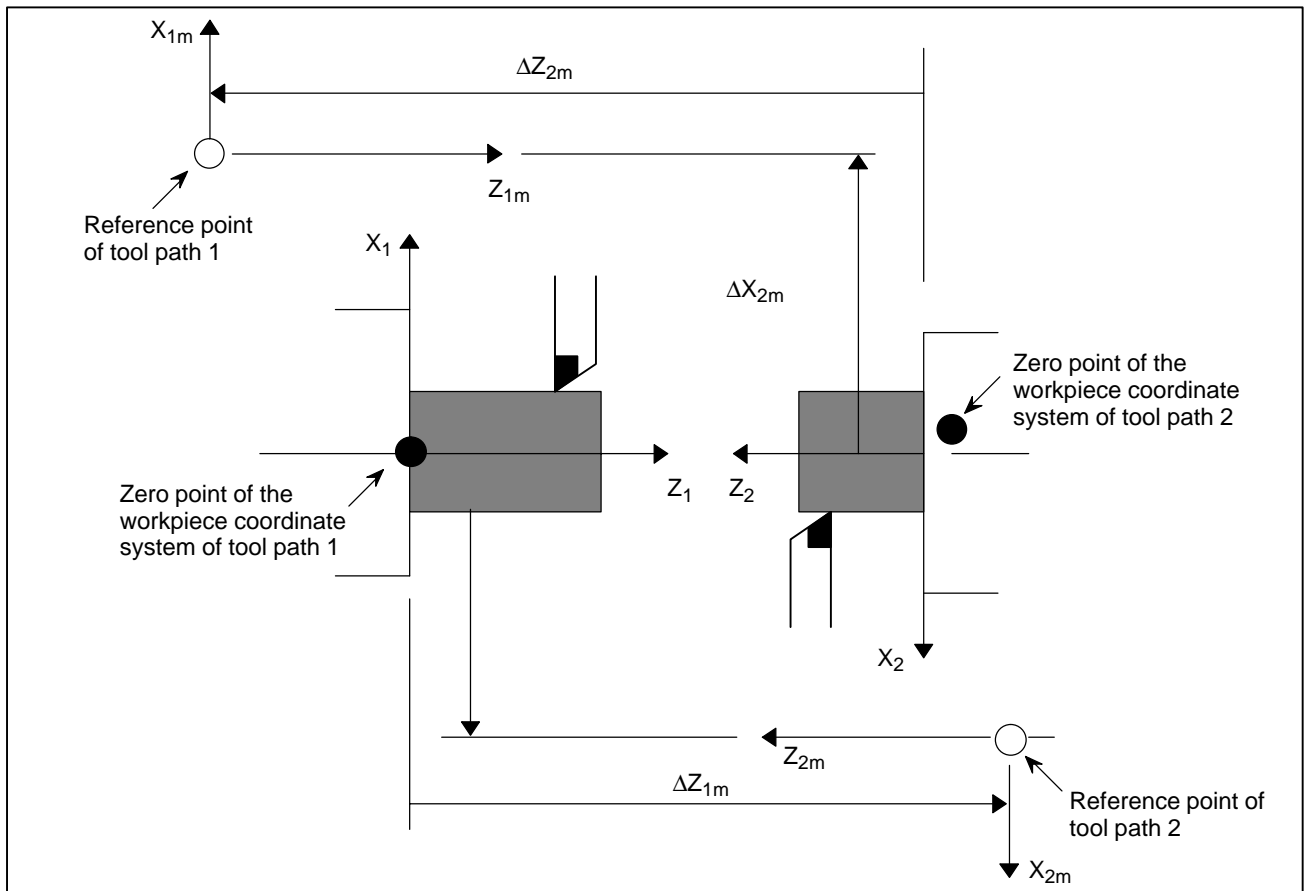 X1m
ΔZ2m
Z1m
Reference point
of tool path 1
X1
ΔX2m
Zero point of the
workpiece coordinate
system of tool path 2
Z1
Z2
Zero point of the
workpiece coordinate
system of tool path 1
X2
Z2m
ΔZ1m
Reference point of
tool path 2
X2m